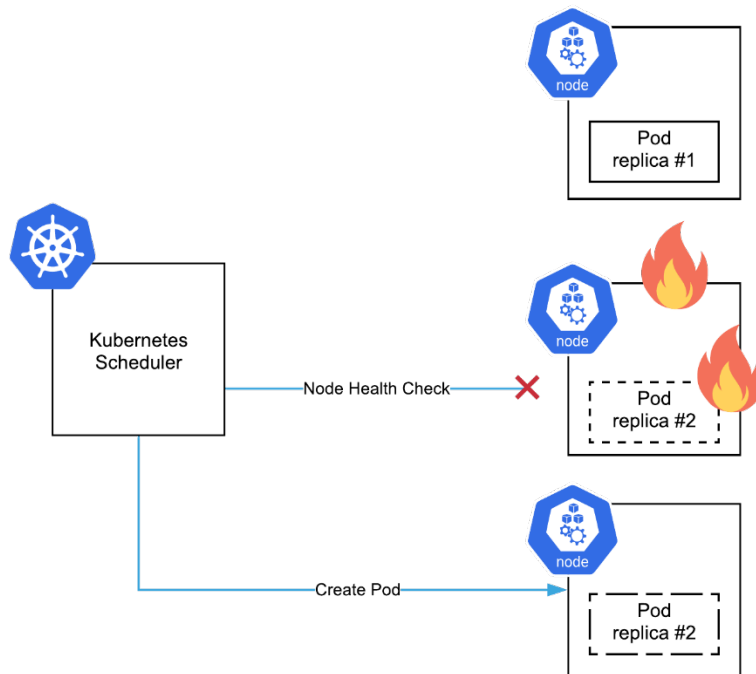 node
Pod
replica #1
Kubernetes
Scheduler
node
Node Health Check
Pod
replica #2
node
Create Pod
Pod
replica #2